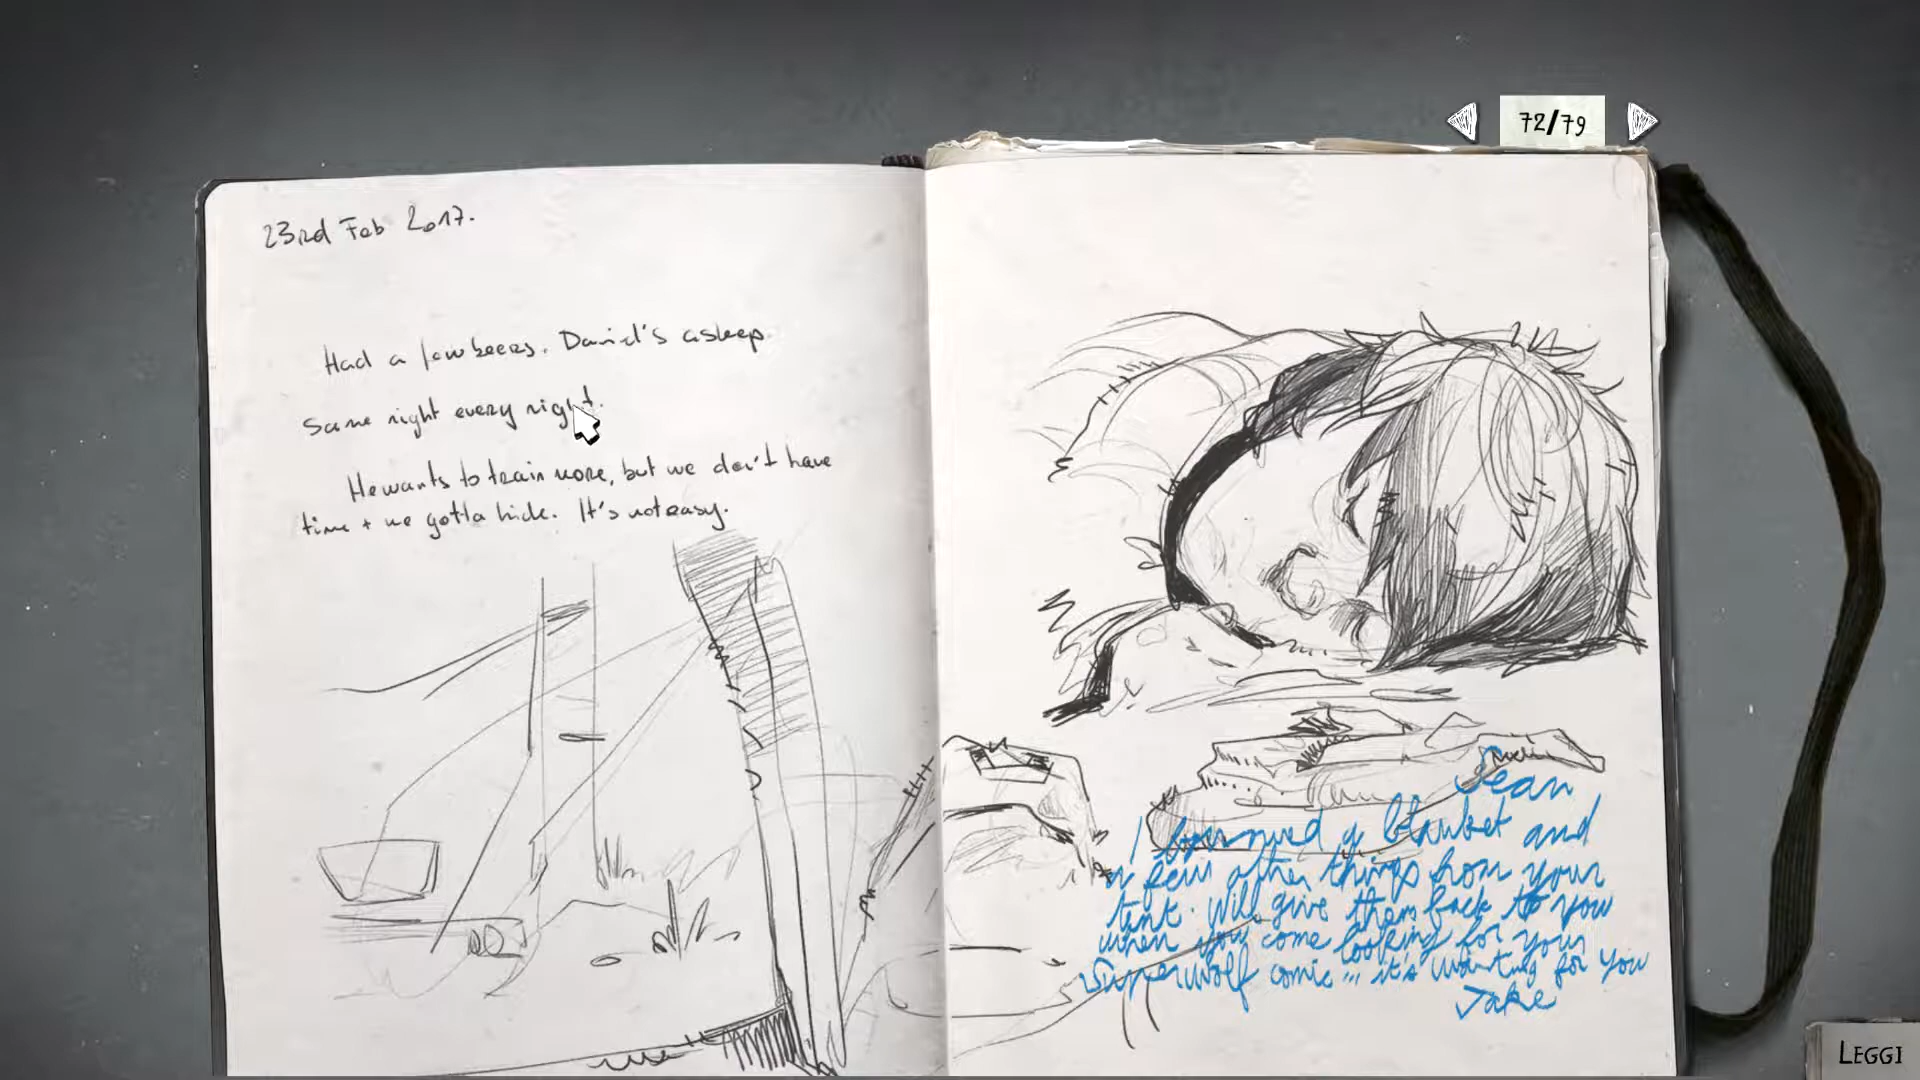 72/79
23rd Feb 2017.
Had a few beers. Daniel's asleep.
Same night every night.
He wants to train more, but we don't have
time + we gotta hide. It's not easy.
Sean
I borrowed a blanket and
a few other things from your
tent. Will give them back to you
when you come looking for your
Superwolf comic... it's waiting for you
Jake
LEGGI